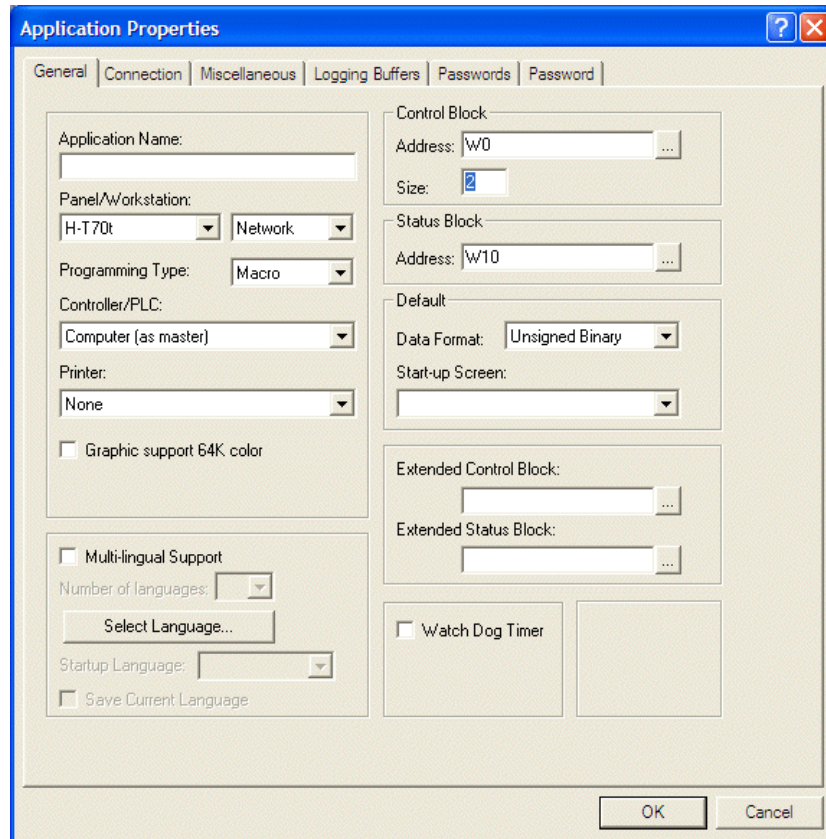 Application Properties
General Connection Miscellaneous Logging Buffers Passwords Password
Application Name:
Panel/Workstation:
H-T70t Network
Programming Type: Macro
Controller/PLC:
Computer (as master)
Printer:
None
Graphic support 64K color
Multi-lingual Support
Number of languages:
Select Language...
Startup Language:
Save Current Language
Control Block
Address: W0 ...
Size: 2
Status Block
Address: W10 ...
Default
Data Format: Unsigned Binary
Start-up Screen:
Extended Control Block:
...
Extended Status Block:
...
Watch Dog Timer
OK Cancel